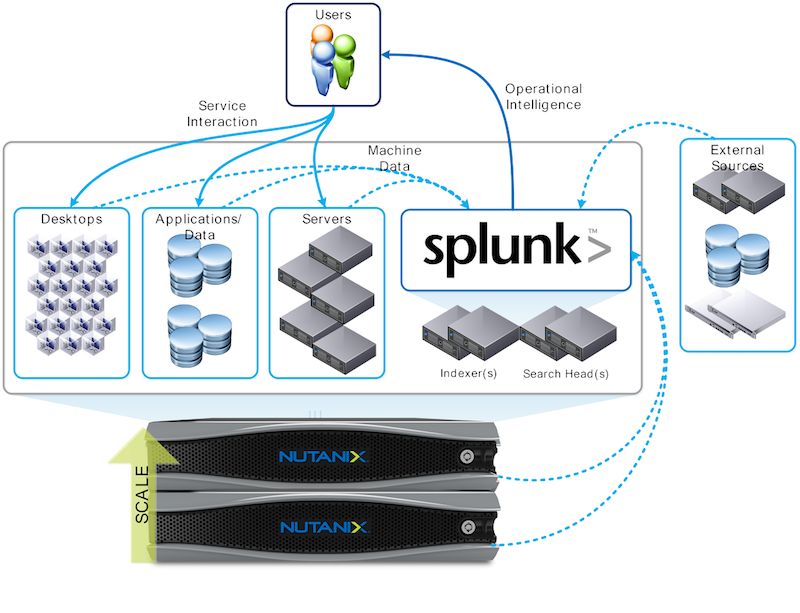 Users
Service
Interaction
Operational
Intelligence
Machine
Data
External
Sources
Desktops
Applications/
Data
Servers
splunk>™
Indexer(s)
Search Head(s)
SCALE
NUTANIX
NUTANIX